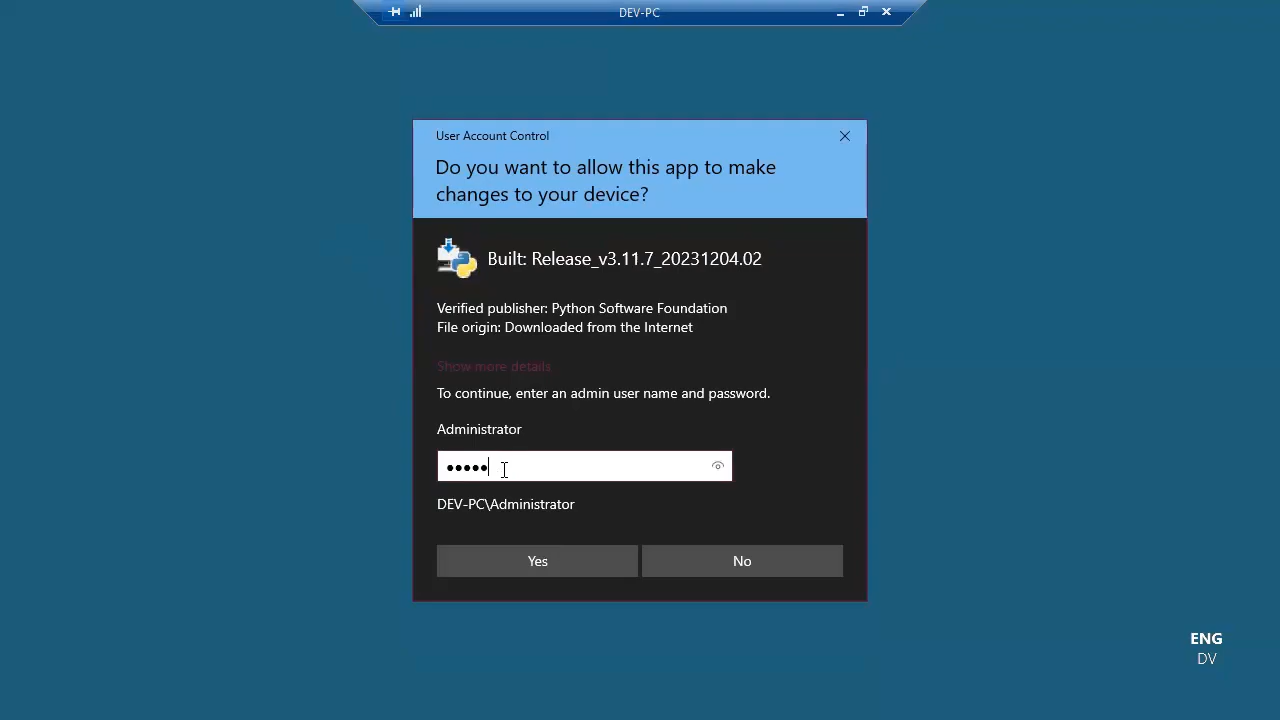 DEV-PC
User Account Control
Do you want to allow this app to make
changes to your device?
Built: Release_v3.11.7_20231204.02
Verified publisher: Python Software Foundation
File origin: Downloaded from the Internet
Show more details
To continue, enter an admin user name and password.
Administrator
•••••
DEV-PC\Administrator
Yes No
ENG
DV